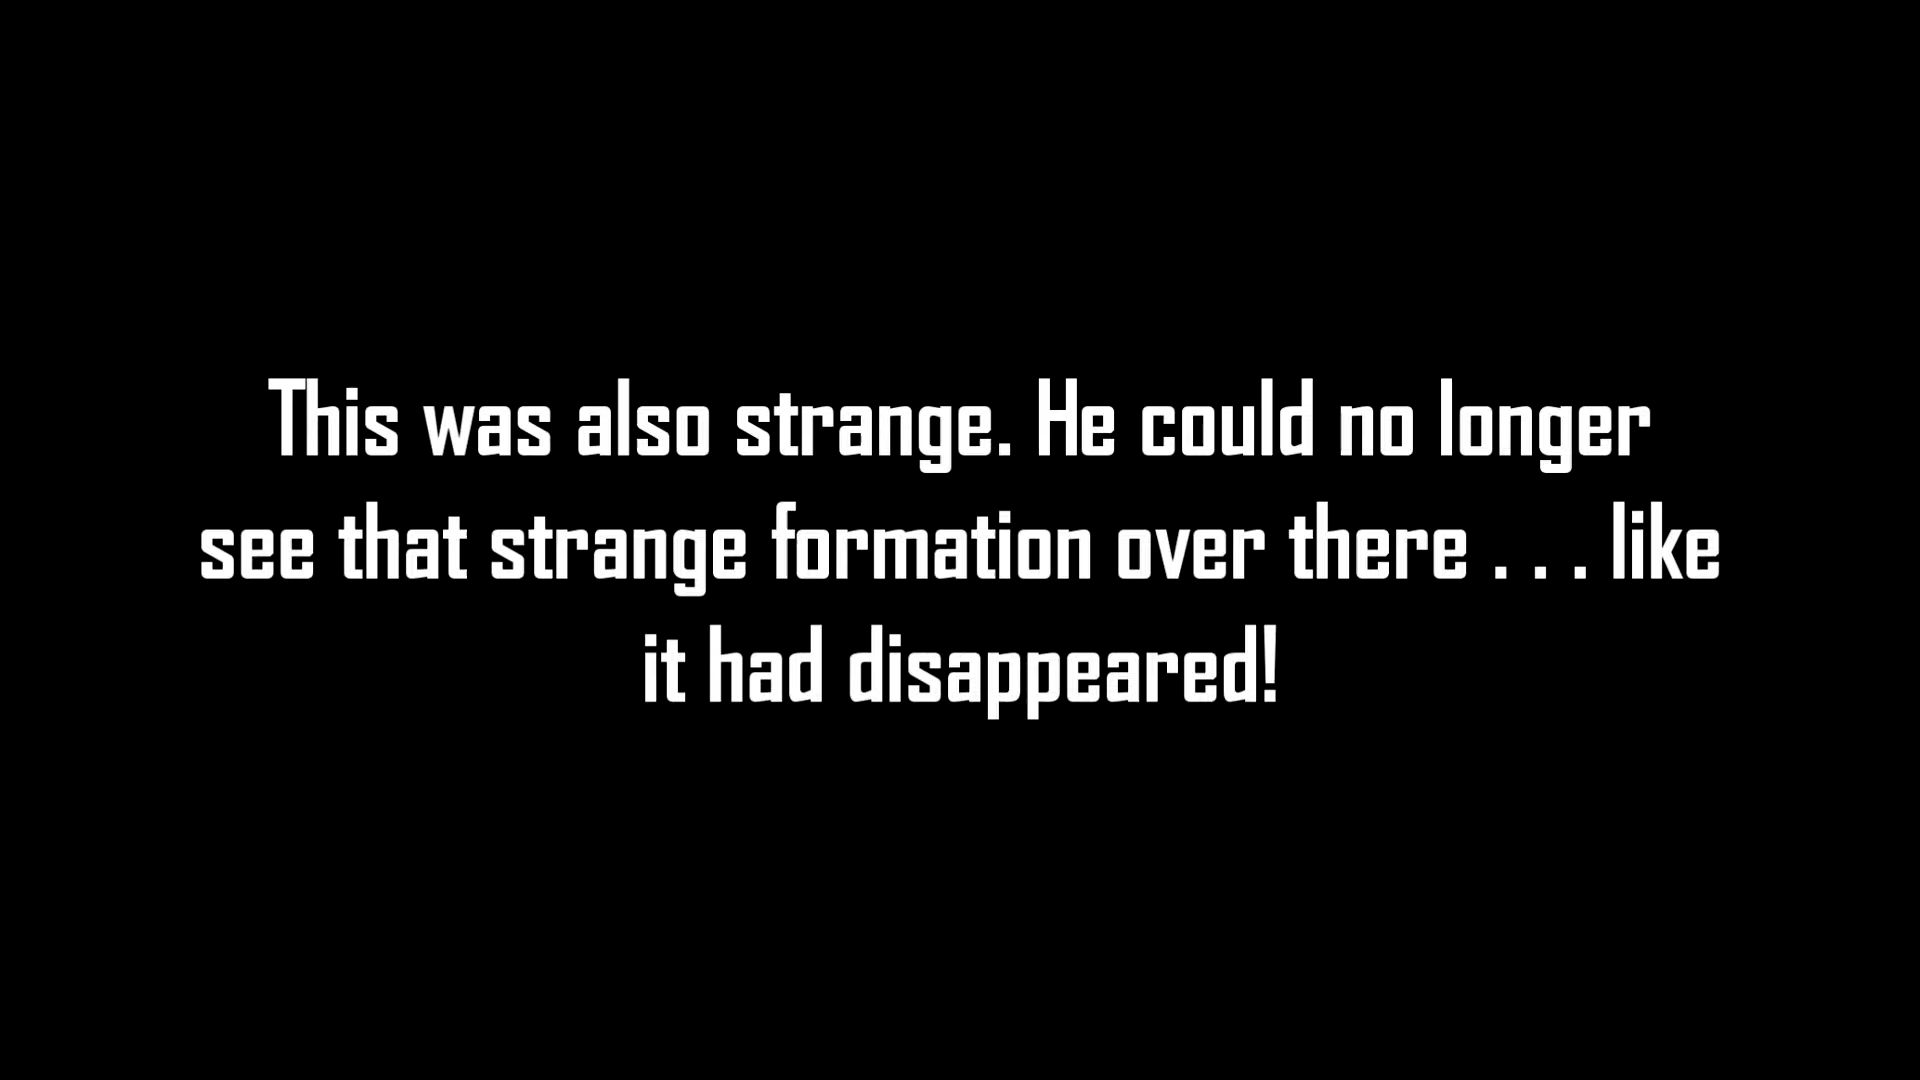 This was also strange. He could no longer
see that strange formation over there . . . like
it had disappeared!